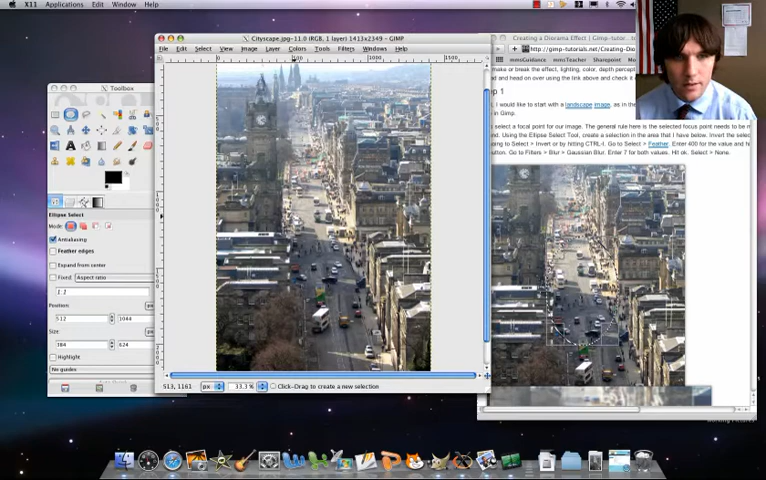 X11 Applications Edit Window
Cityscape.jpg-11.0 (RGB, 1 layer) 1413x2349 – GIMP
File Edit Select View Image Layer Colors Tools Filters Windows Help
Creating a Diorama Effect | Gimp-tutor...
http://gimp-tutorials.net/Creating-Dio
mmsGuidance mmsTeacher Sharepoint Mo
make or break the effect, lighting, color, depth percept
d and head on over using the link above and check it
I would like to start with a landscape image, as in the
in Gimp.
select a focal point for our image. The general rule here is the selected focus point needs to be
Using the Ellipse Select Tool, create a selection in the area that I have below. Invert the selec
going to Select > Invert or by hitting CTRL-I. Go to Select > Feather. Enter 400 for the value and
button. Go to Filters > Blur > Gaussian Blur. Enter 7 for both values. Hit ok. Select > None.
Toolbox
Ellipse Select
Mode:
Antialiasing
Feather edges
Expand from center
Fixed: Aspect ratio
1:1
Position:
512 1044
Size:
384 624
Highlight
No guides
513, 1161 px 33.3 % Click-Drag to create a new selection